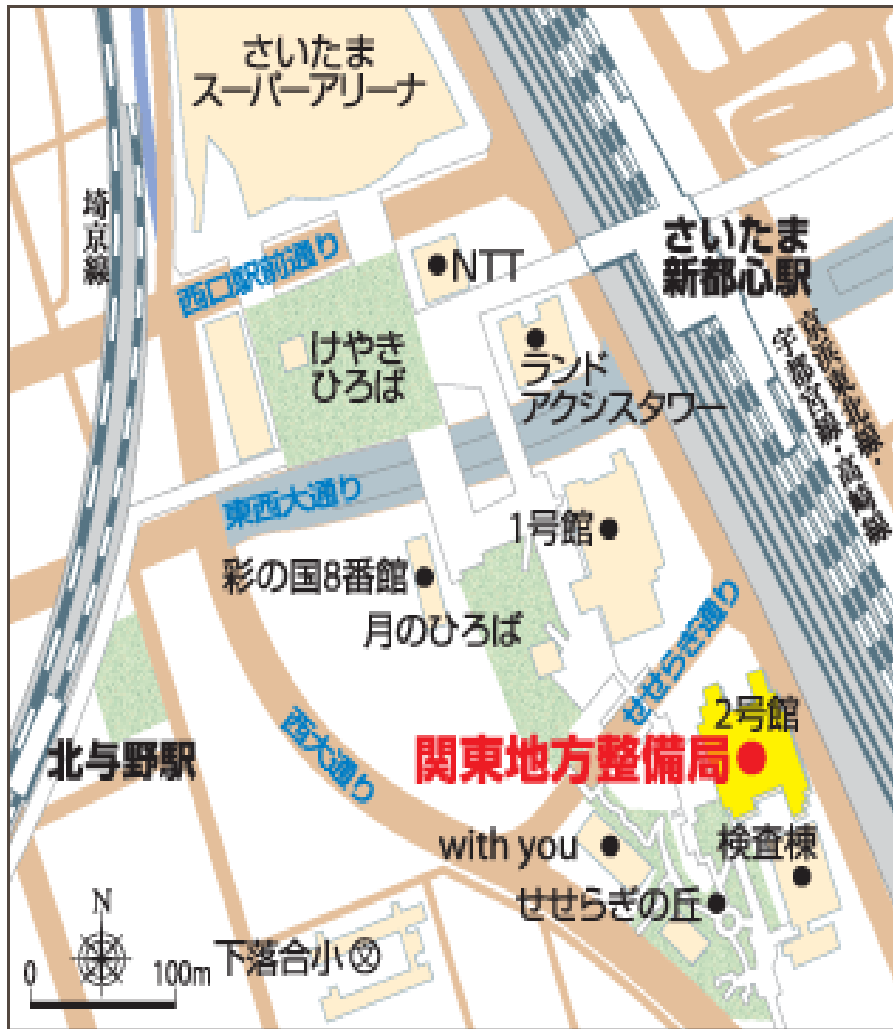 さいたま
スーパーアリーナ
埼京線
さいたま
新都心駅
NTT
西口駅前通り
けやき
ひろば
ランド
アクシスタワー
京浜東北線・
宇都宮線・高崎線
東西大通り
1号館
彩の国8番館
月のひろば
せせらぎ通り
2号館
西大通り
関東地方整備局
北与野駅
with you
検査棟
せせらぎの丘
N
下落合小
文
0 100m